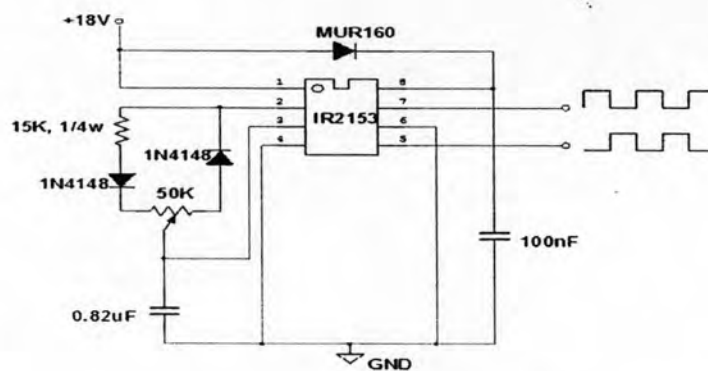 +18V
MUR160
1
8
2
7
IR2153
3
6
4
5
15K, 1/4w
1N4148
1N4148
50K
100nF
0.82uF
GND